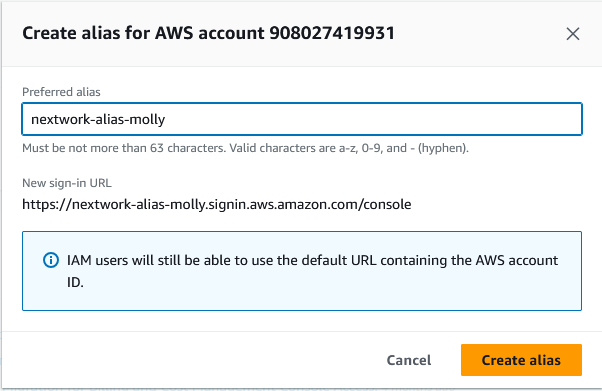 Create alias for AWS account 908027419931
Preferred alias
nextwork-alias-molly
Must be not more than 63 characters. Valid characters are a-z, 0-9, and - (hyphen).
New sign-in URL
https://nextwork-alias-molly.signin.aws.amazon.com/console
IAM users will still be able to use the default URL containing the AWS account
ID.
Cancel
Create alias